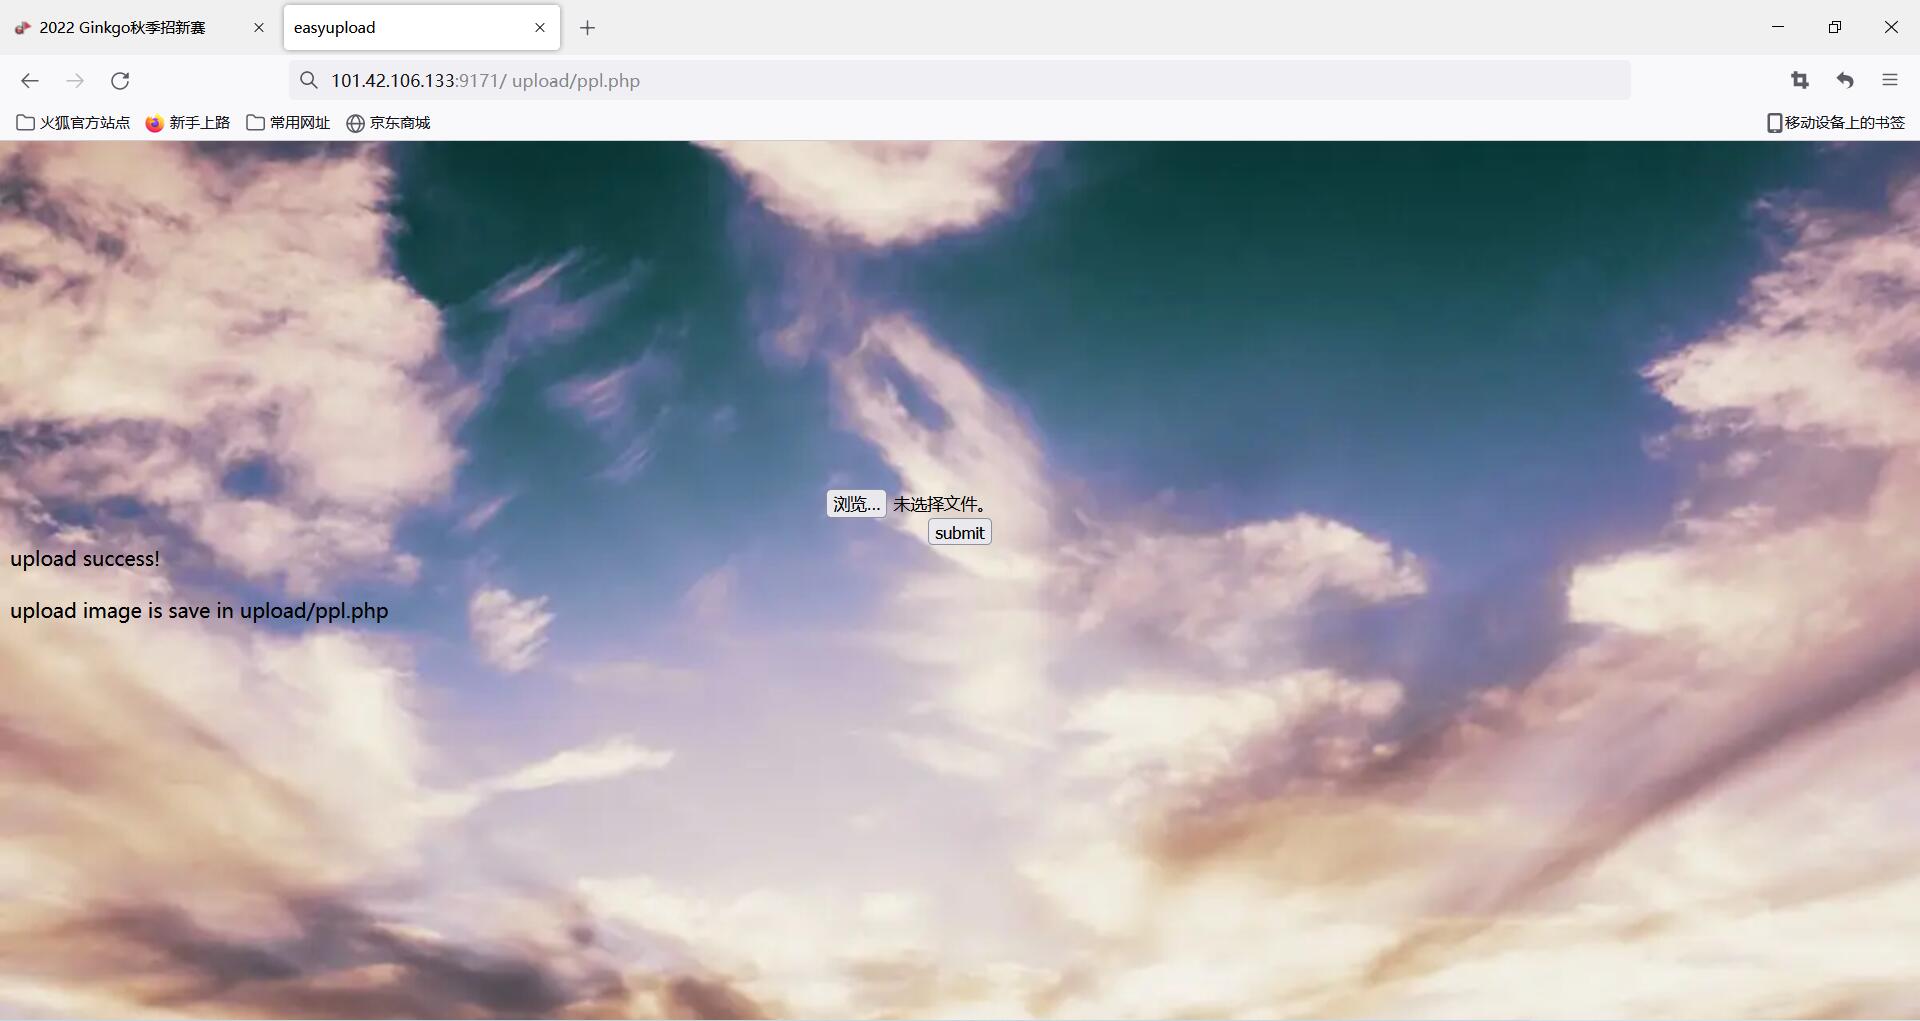 2022 Ginkgo秋季招新赛
easyupload
101.42.106.133:9171/ upload/ppl.php
火狐官方站点 新手上路 常用网址 京东商城 移动设备上的书签
浏览... 未选择文件。
submit
upload success!
upload image is save in upload/ppl.php